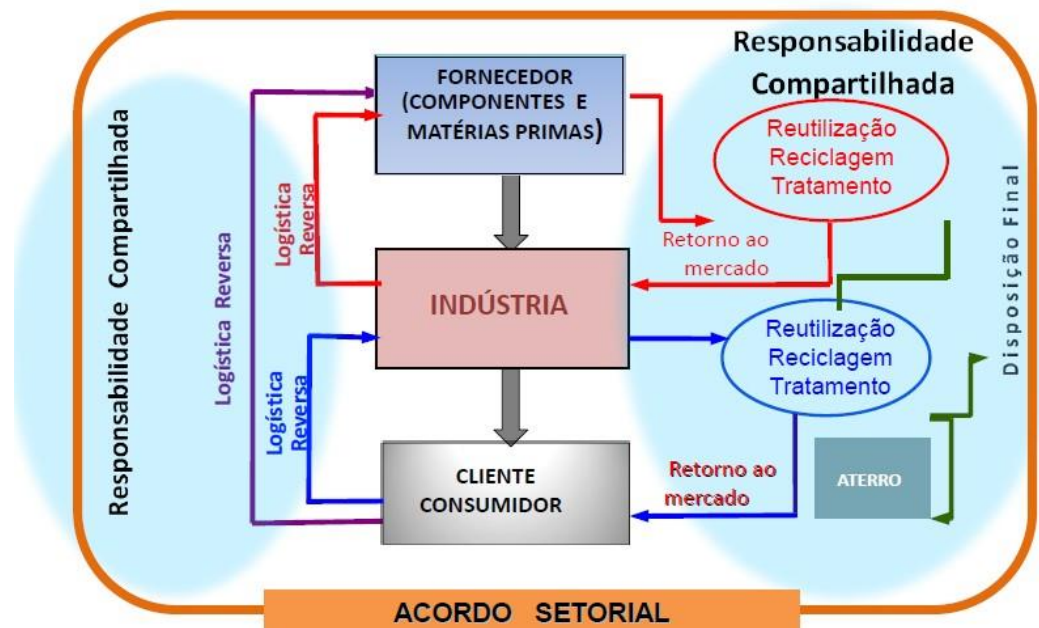 Responsabilidade
Compartilhada
FORNECEDOR
(COMPONENTES E
MATÉRIAS PRIMAS)
Reutilização
Reciclagem
Tratamento
Responsabilidade Compartilhada
Logística Reversa
Logística
Reversa
Retorno ao
mercado
Disposição Final
INDÚSTRIA
Reutilização
Reciclagem
Tratamento
Logística
Reversa
CLIENTE
CONSUMIDOR
Retorno ao
mercado
ATERRO
ACORDO SETORIAL